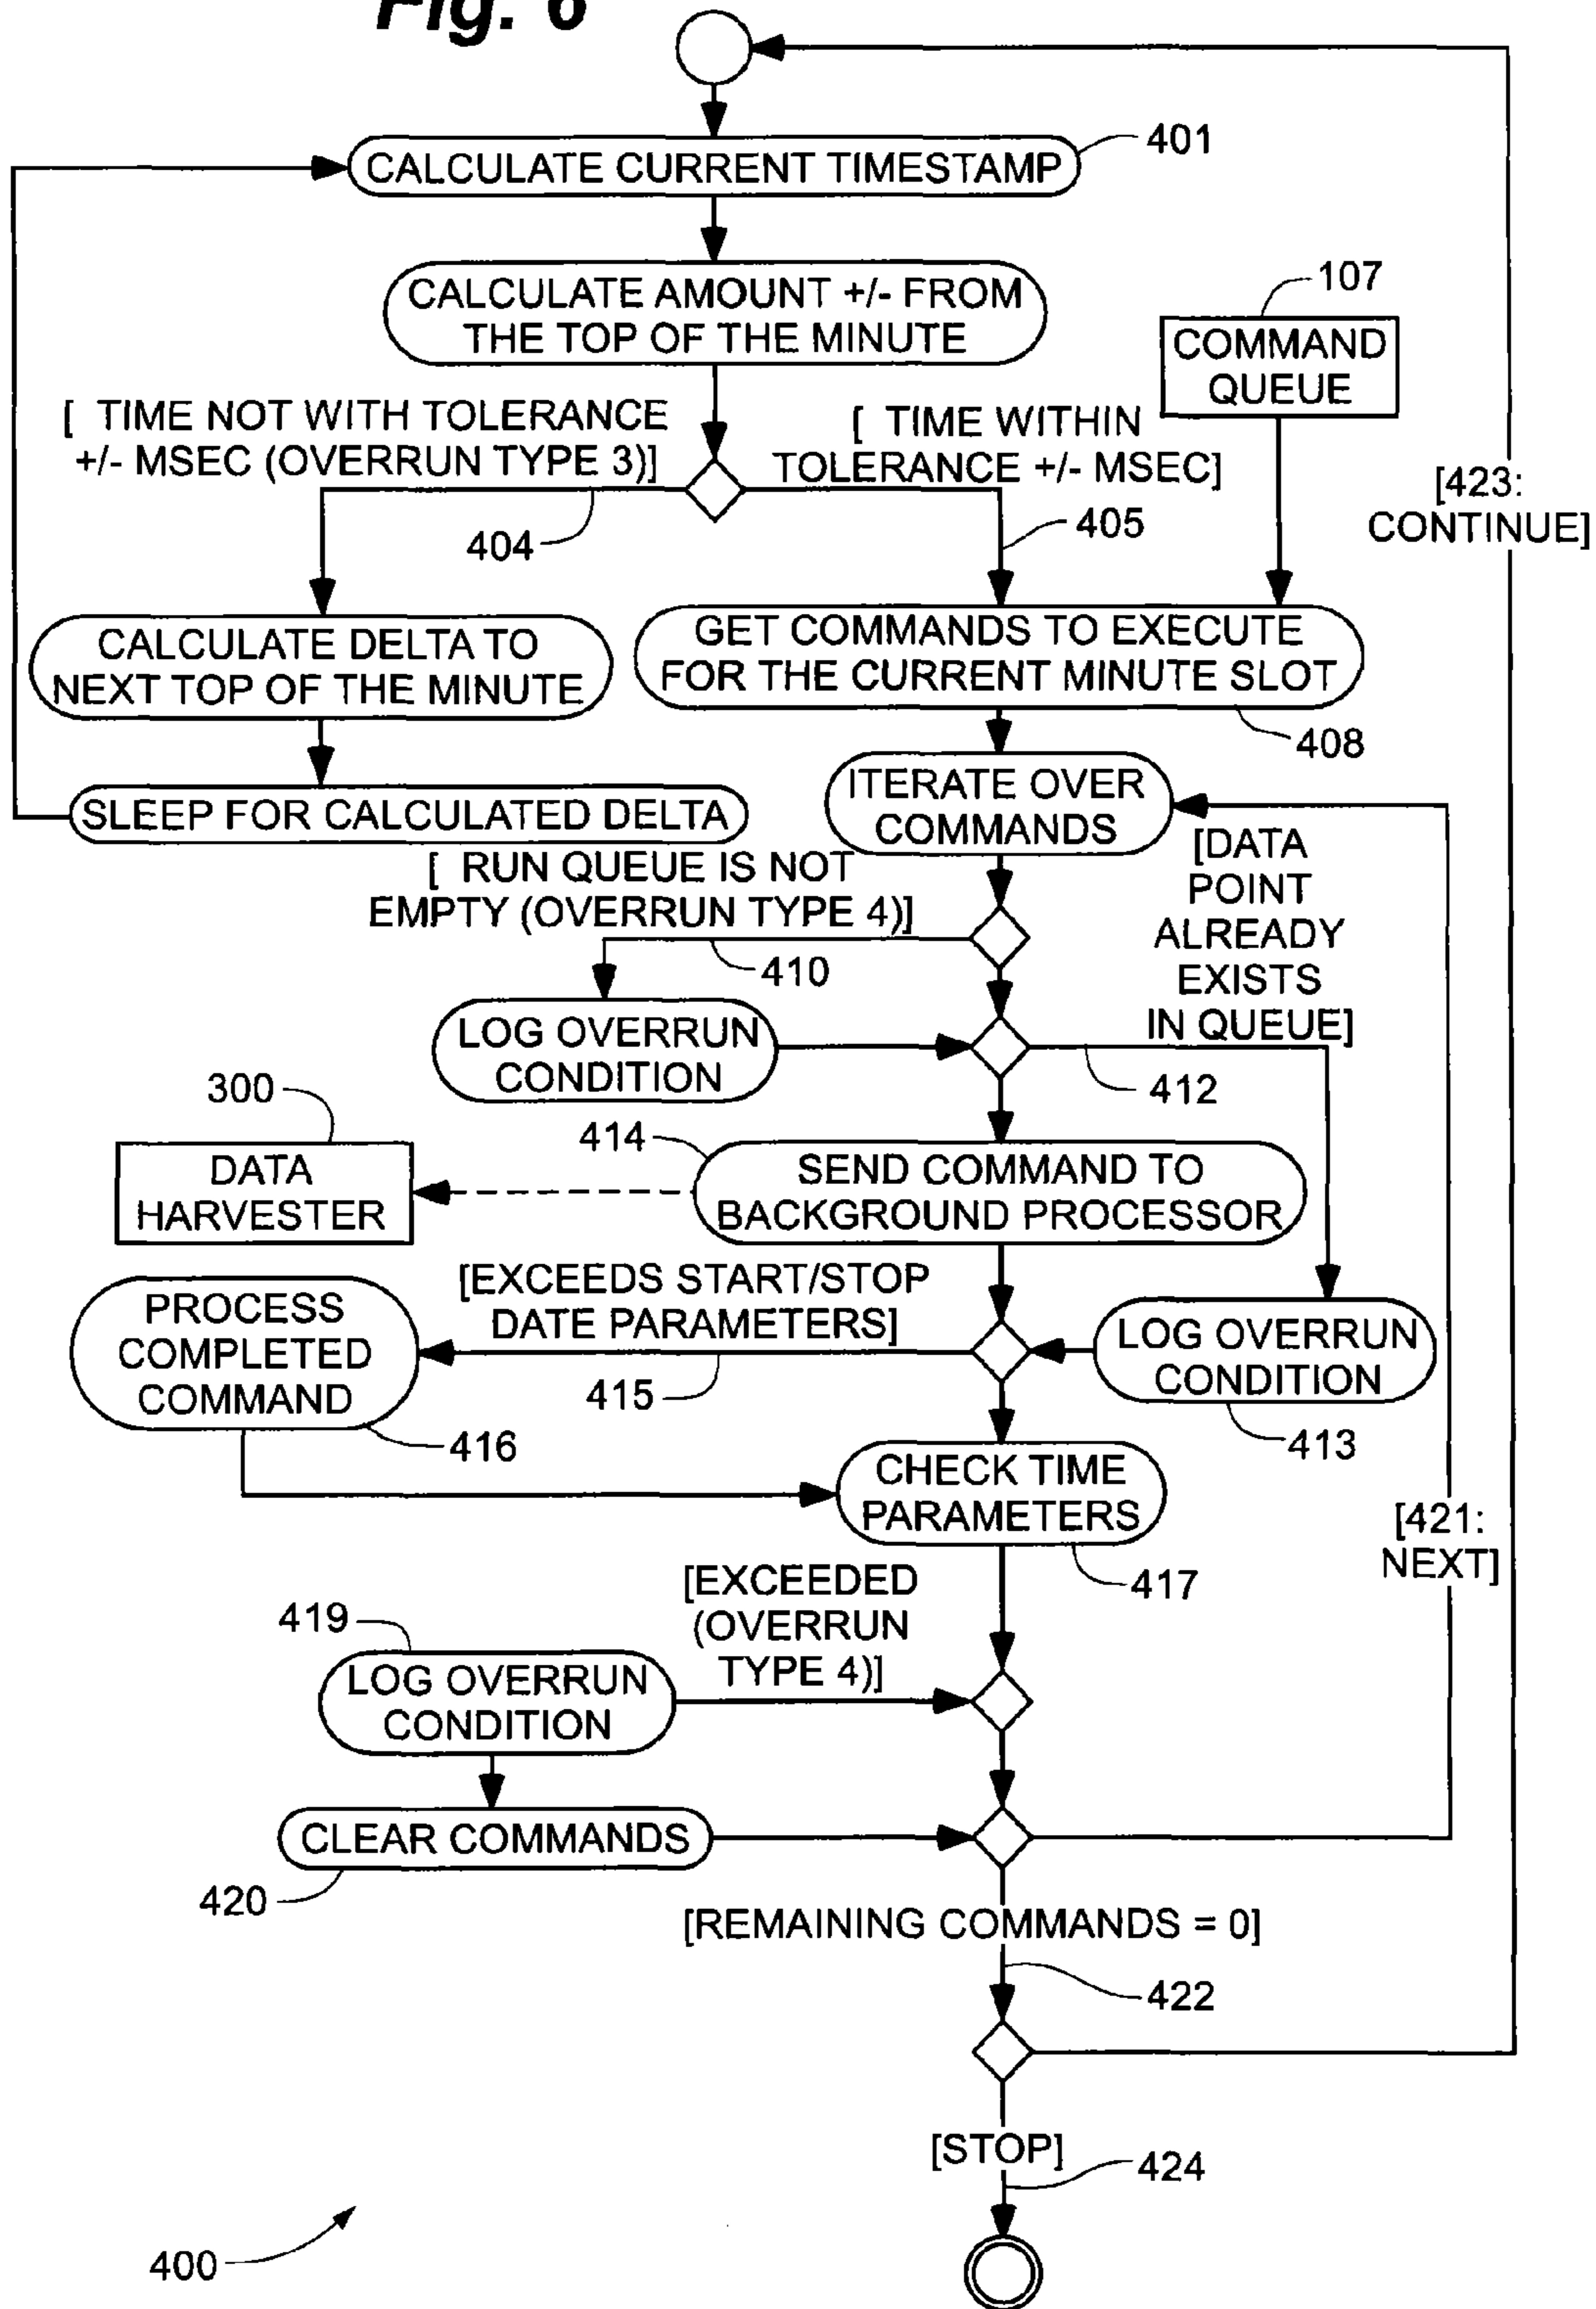 Fig. 6
401
CALCULATE CURRENT TIMESTAMP
CALCULATE AMOUNT +/- FROM
THE TOP OF THE MINUTE
107
COMMAND
QUEUE
[ TIME NOT WITH TOLERANCE
+/- MSEC (OVERRUN TYPE 3)]
[ TIME WITHIN
TOLERANCE +/- MSEC]
[423:
CONTINUE]
404
405
CALCULATE DELTA TO
NEXT TOP OF THE MINUTE
GET COMMANDS TO EXECUTE
FOR THE CURRENT MINUTE SLOT
408
SLEEP FOR CALCULATED DELTA
ITERATE OVER
COMMANDS
[ RUN QUEUE IS NOT
EMPTY (OVERRUN TYPE 4)]
[DATA
POINT
ALREADY
EXISTS
IN QUEUE]
410
LOG OVERRUN
CONDITION
412
300
DATA
HARVESTER
414
SEND COMMAND TO
BACKGROUND PROCESSOR
[EXCEEDS START/STOP
DATE PARAMETERS]
PROCESS
COMPLETED
COMMAND
415
416
LOG OVERRUN
CONDITION
413
CHECK TIME
PARAMETERS
417
[421:
NEXT]
[EXCEEDED
(OVERRUN
TYPE 4)]
419
LOG OVERRUN
CONDITION
CLEAR COMMANDS
420
[REMAINING COMMANDS = 0]
422
[STOP]
424
400